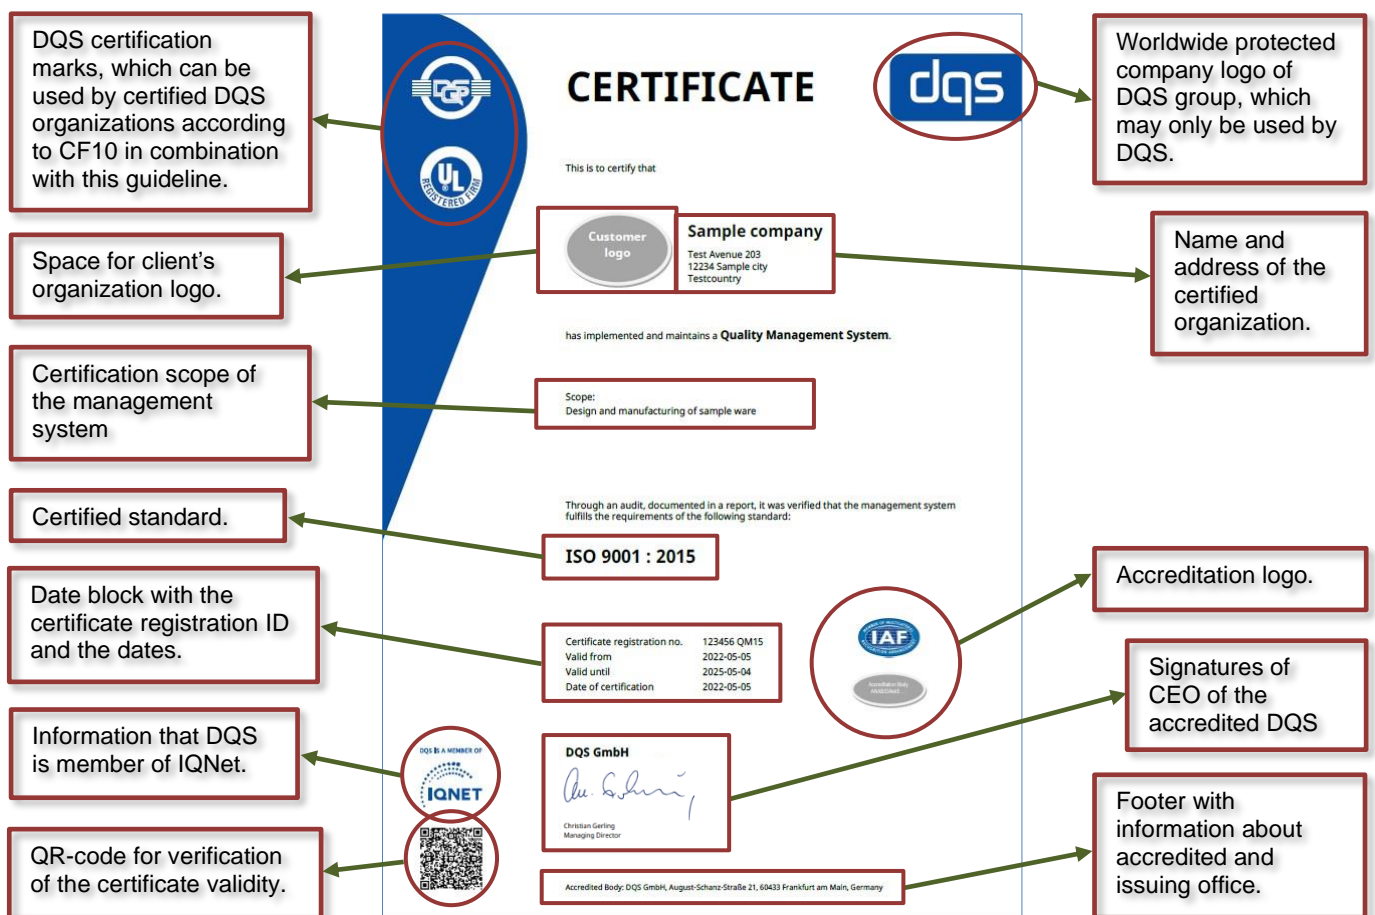 DQS certification
marks, which can be
used by certified DQS
organizations according
to CF10 in combination
with this guideline.
Space for client's
organization logo.
Certification scope of
the management
system
Certified standard.
Date block with the
certificate registration ID
and the dates.
Information that DQS
is member of IQNet.
QR-code for verification
of the certificate validity.
DQS
UL
®
REGISTERED FIRM
CERTIFICATE
dqs
This is to certify that
Customer
logo
Sample company
Test Avenue 203
12234 Sample city
Testcountry
has implemented and maintains a Quality Management System.
Scope:
Design and manufacturing of sample ware
Through an audit, documented in a report, it was verified that the management system
fulfills the requirements of the following standard:
ISO 9001 : 2015
Certificate registration no. 123456 QM15
Valid from 2022-05-05
Valid until 2025-05-04
Date of certification 2022-05-05
IAF
Accreditation Body
DQS IS A MEMBER OF
IQNET
DQS GmbH
Christian Gerling
Managing Director
Accredited Body: DQS GmbH, August-Schanz-Straße 21, 60433 Frankfurt am Main, Germany
Worldwide protected
company logo of
DQS group, which
may only be used by
DQS.
Name and
address of the
certified
organization.
Accreditation logo.
Signatures of
CEO of the
accredited DQS
Footer with
information about
accredited and
issuing office.